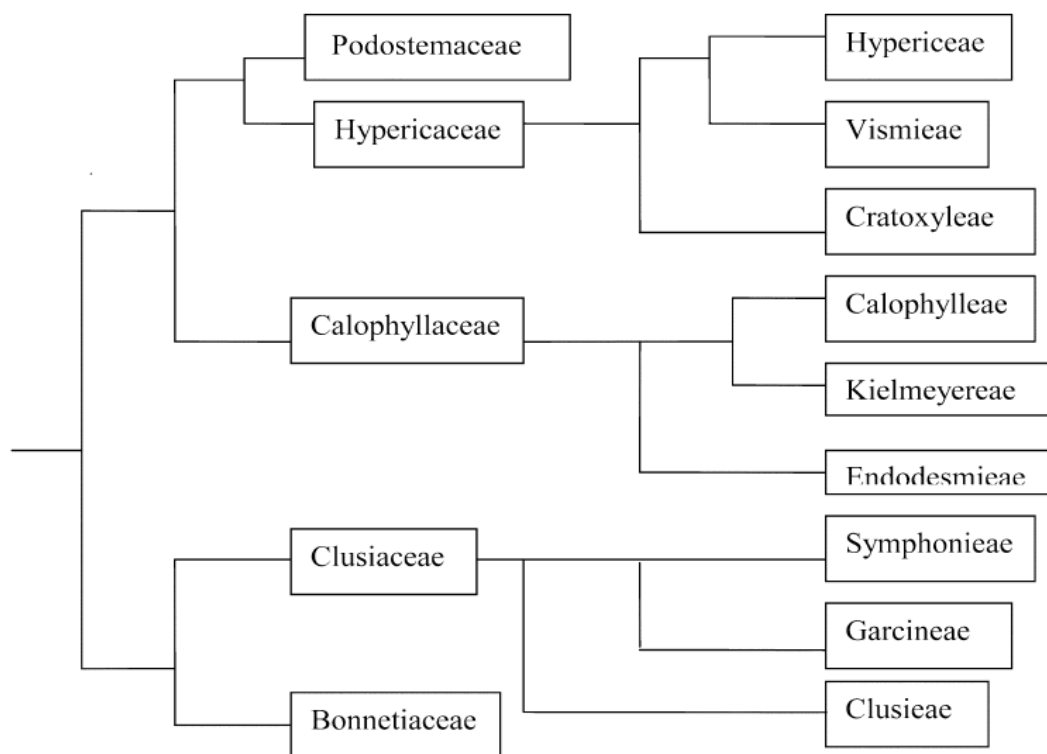 Podostemaceae
Hypericaceae
Calophyllaceae
Clusiaceae
Bonnetiaceae
Hypericeae
Vismieae
Cratoxyleae
Calophylleae
Kielmeyereae
Endodesmieae
Symphonieae
Garcineae
Clusieae